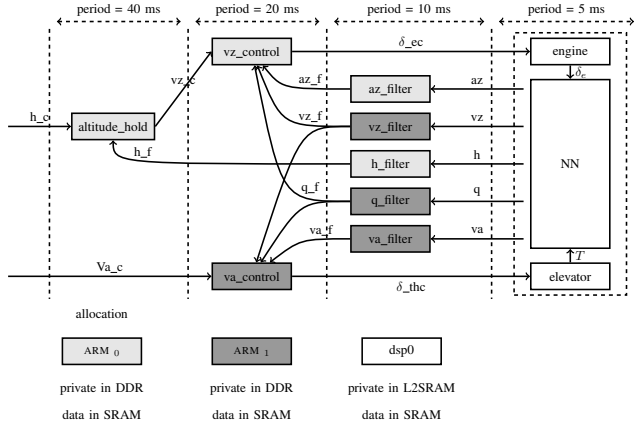 period = 40 ms
period = 20 ms
period = 10 ms
period = 5 ms
vz_control
δ_ec
engine
vz_c
az_f
az_filter
az
δ_e
h_c
altitude_hold
vz_f
vz_filter
vz
h_f
h_filter
h
NN
q_f
q_filter
q
va_f
va_filter
va
Va_c
va_control
δ_thc
T
elevator
allocation
ARM 0
ARM 1
dsp0
private in DDR
private in DDR
private in L2SRAM
data in SRAM
data in SRAM
data in SRAM